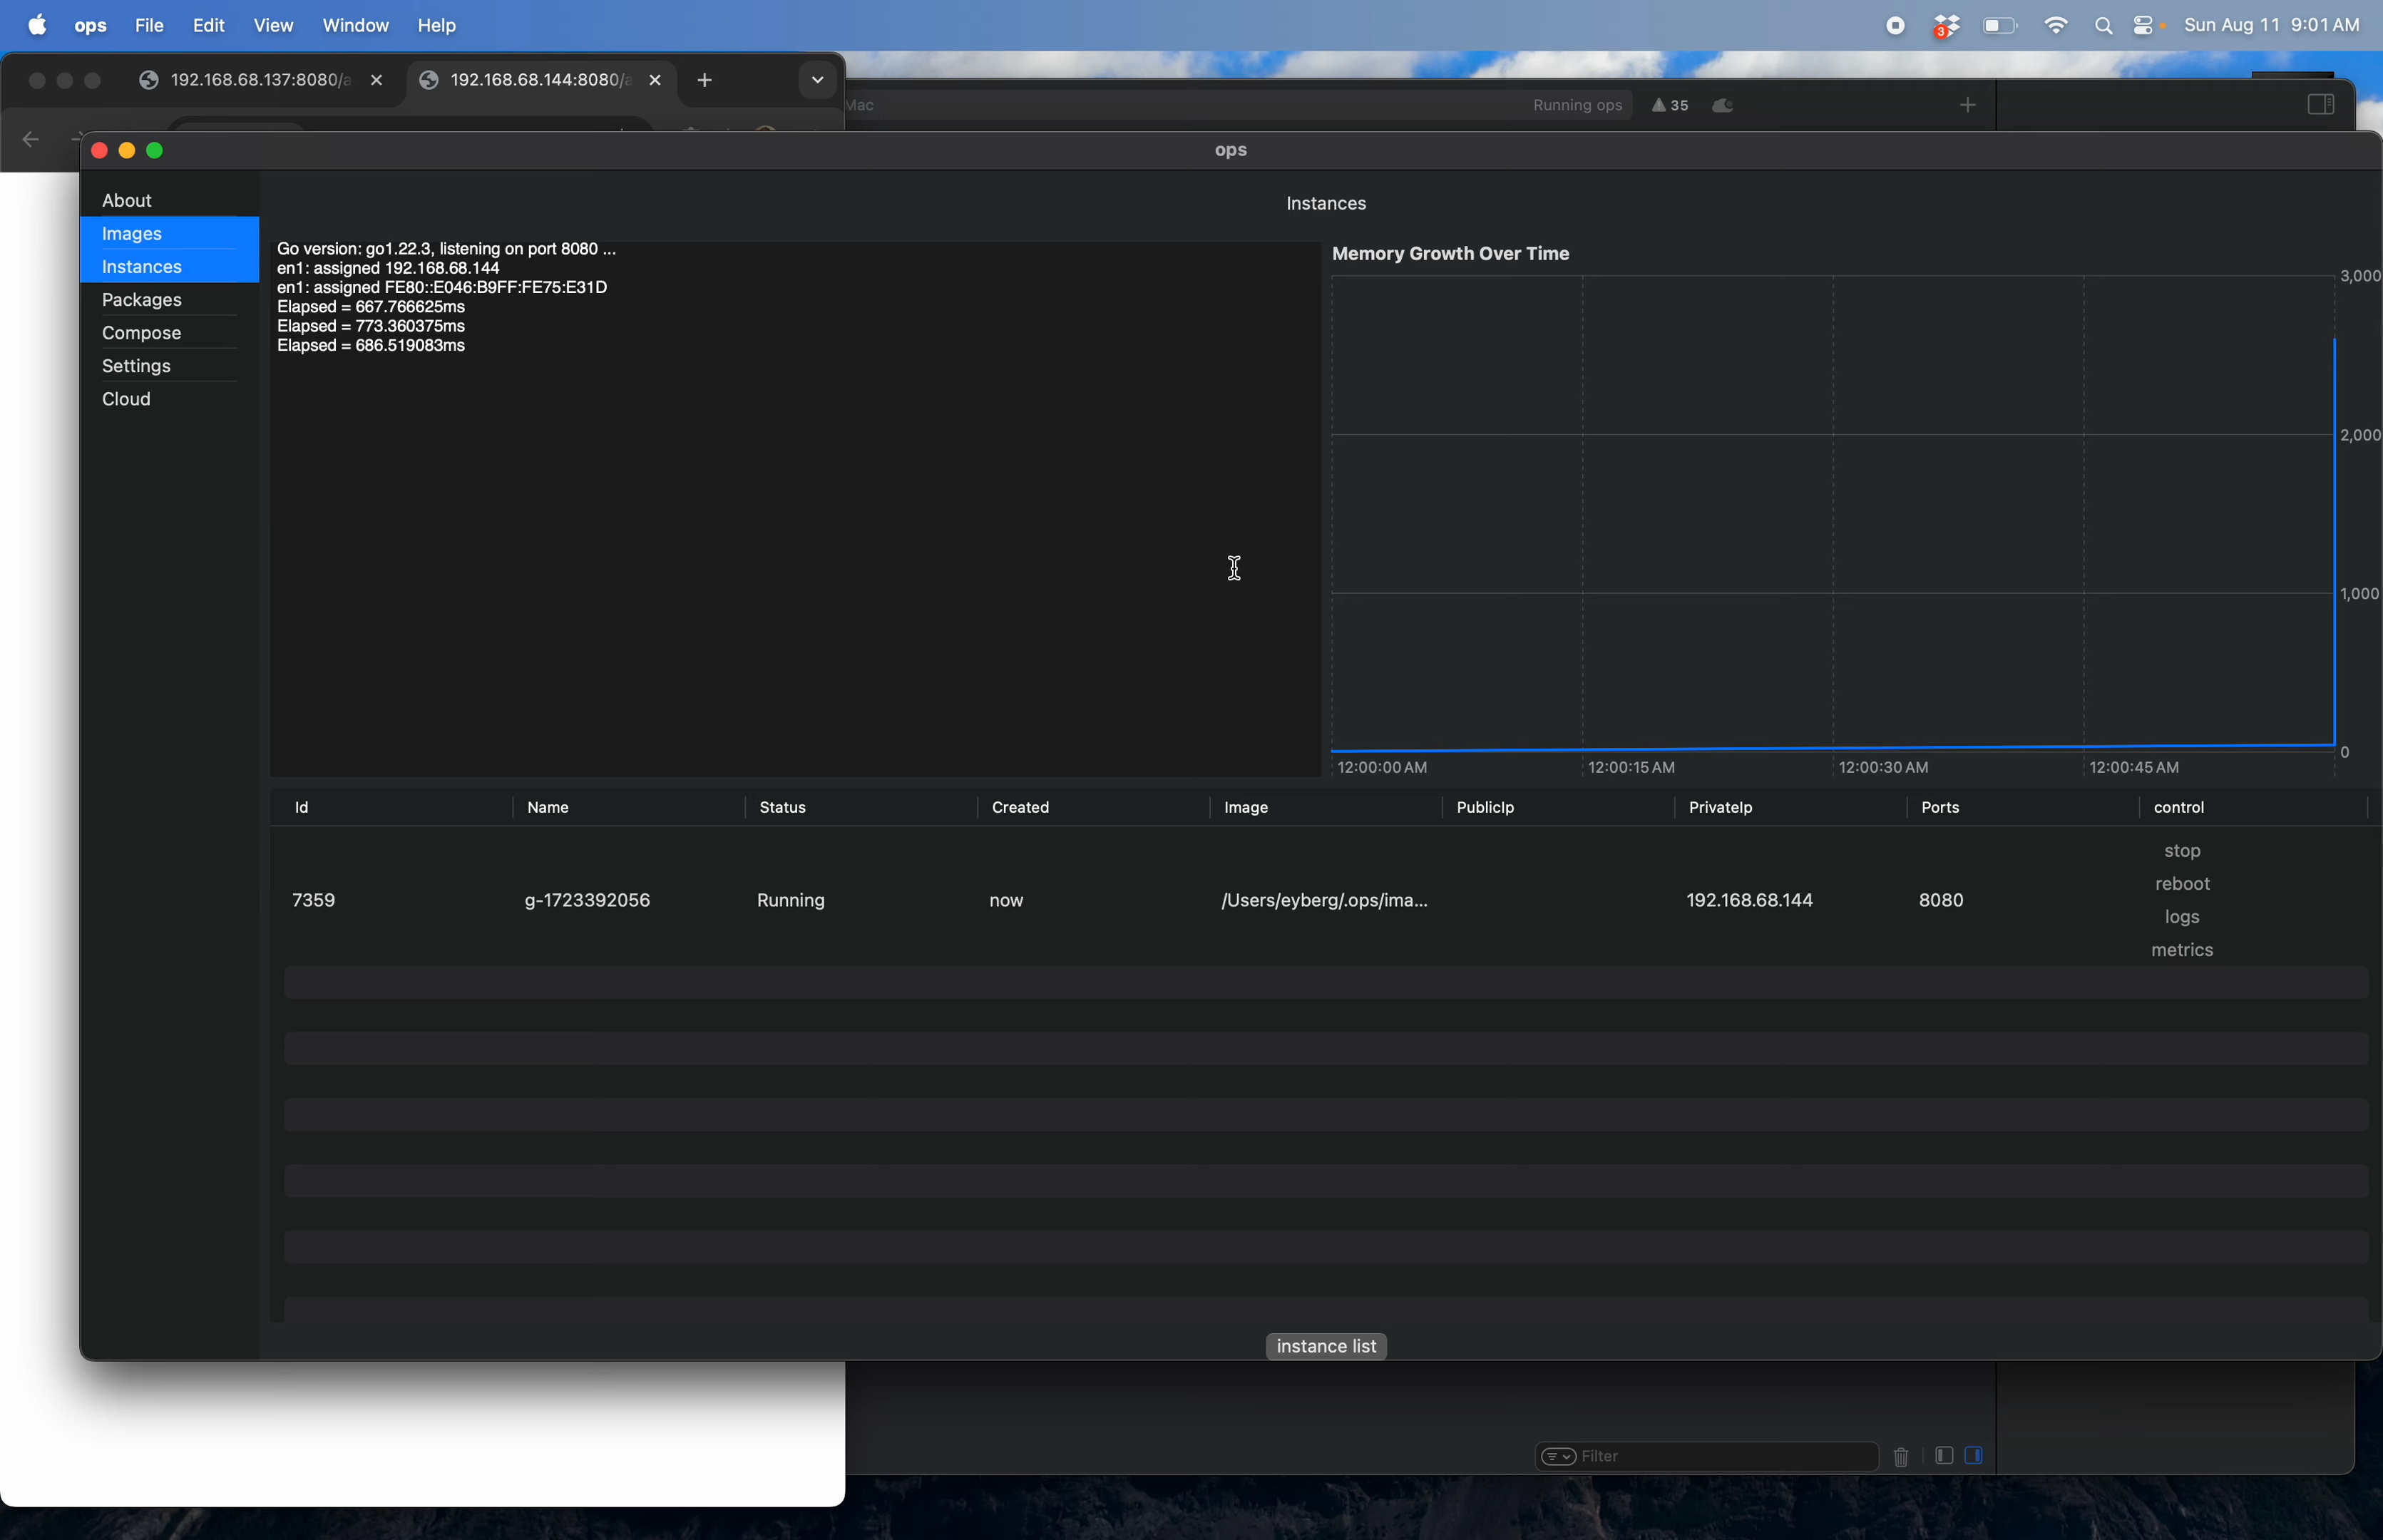 ops File Edit View Window Help
3 Sun Aug 11 9:01 AM
192.168.68.137:8080/a 192.168.68.144:8080/a
Mac Running ops 35
ops
About
Images
Instances
Packages
Compose
Settings
Cloud
Instances
Go version: go1.22.3, listening on port 8080 ...
en1: assigned 192.168.68.144
en1: assigned FE80::E046:B9FF:FE75:E31D
Elapsed = 667.766625ms
Elapsed = 773.360375ms
Elapsed = 686.519083ms
Memory Growth Over Time
3,000
2,000
1,000
0
12:00:00 AM 12:00:15 AM 12:00:30 AM 12:00:45 AM
Id Name Status Created Image PublicIp PrivateIp Ports control
7359 g-1723392056 Running now /Users/eyberg/.ops/ima... 192.168.68.144 8080
stop
reboot
logs
metrics
instance list
Filter